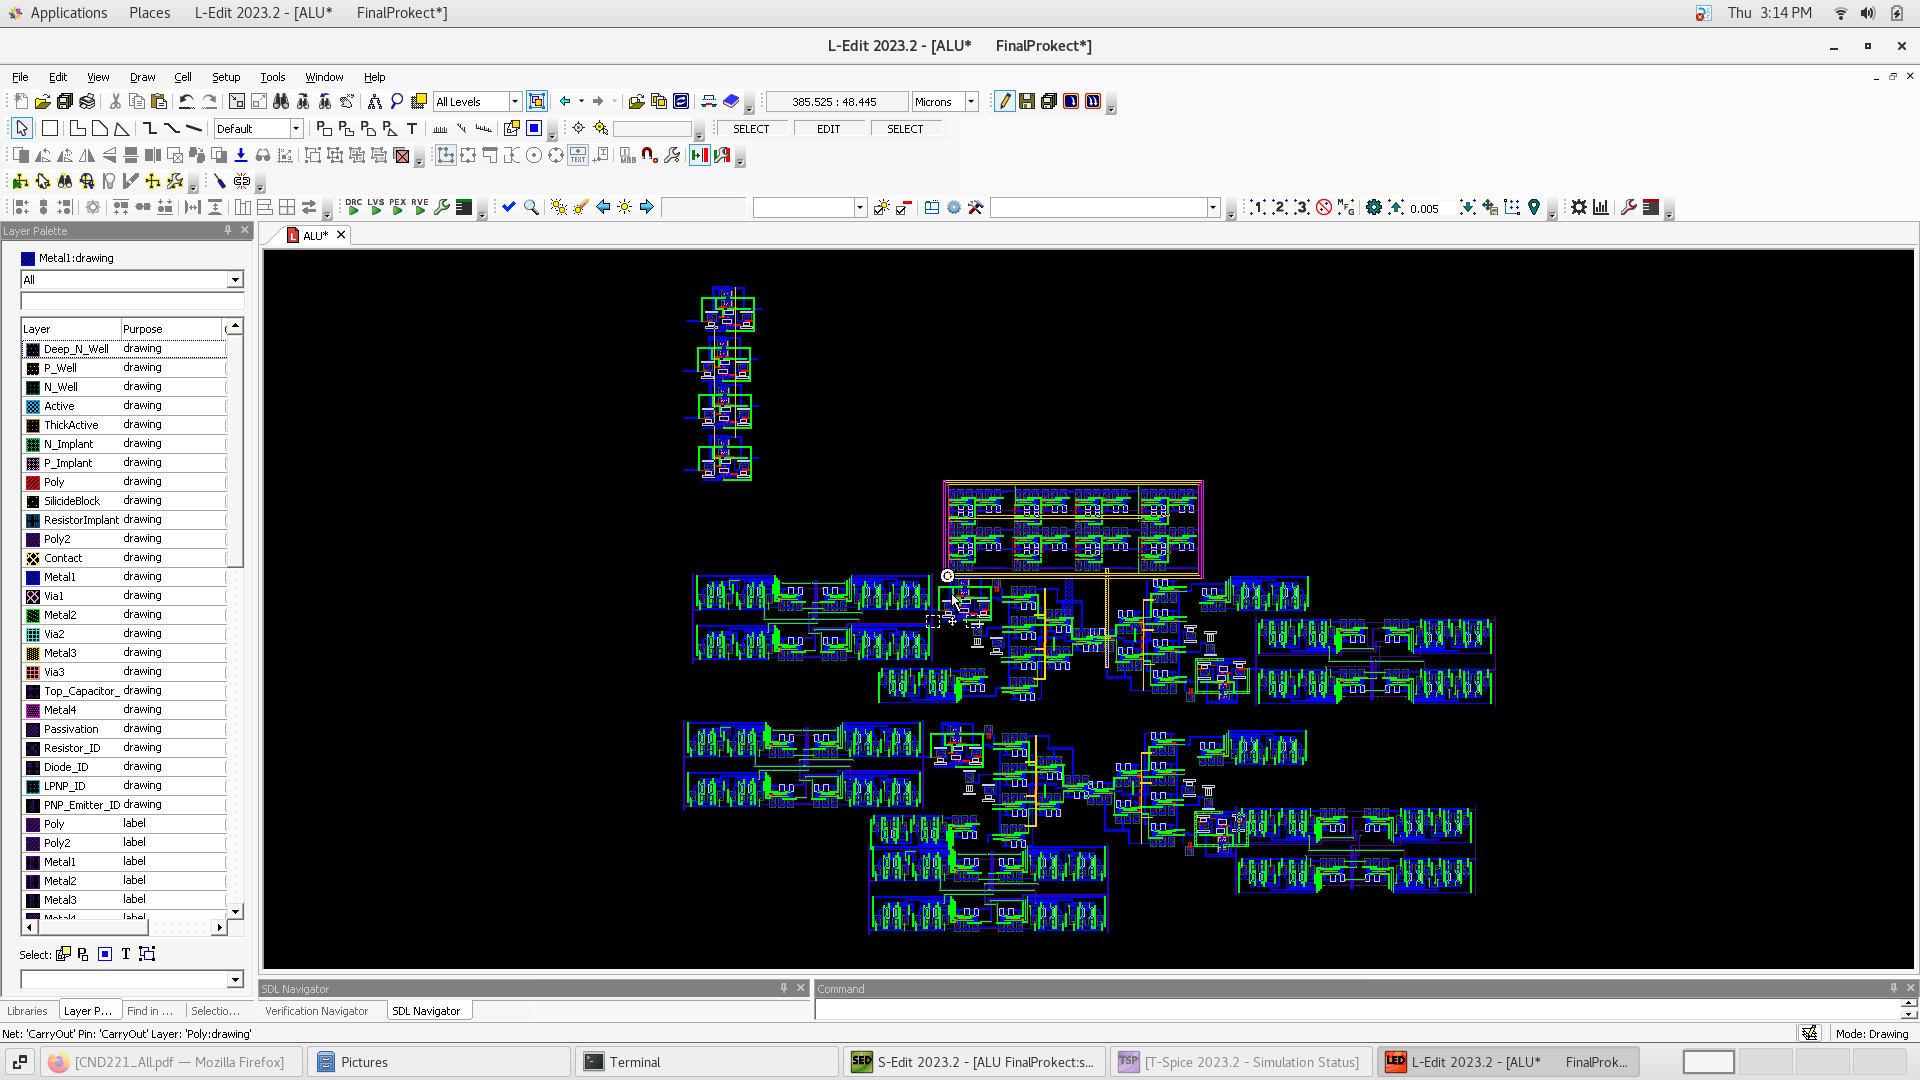 Applications Places L-Edit 2023.2 - [ALU* FinalProkect*] Thu 3:14 PM
L-Edit 2023.2 - [ALU* FinalProkect*]
File Edit View Draw Cell Setup Tools Window Help
All Levels 385.525 : 48.445 Microns
Default SELECT EDIT SELECT
DRC LVS PEX RVE 0.005
Layer Palette
ALU*
Metal1:drawing
All
Layer Purpose
Deep_N_Well drawing
P_Well drawing
N_Well drawing
Active drawing
ThickActive drawing
N_Implant drawing
P_Implant drawing
Poly drawing
SilicideBlock drawing
ResistorImplant drawing
Poly2 drawing
Contact drawing
Metal1 drawing
Via1 drawing
Metal2 drawing
Via2 drawing
Metal3 drawing
Via3 drawing
Top_Capacitor_ drawing
Metal4 drawing
Passivation drawing
Resistor_ID drawing
Diode_ID drawing
LPNP_ID drawing
PNP_Emitter_ID drawing
Poly label
Poly2 label
Metal1 label
Metal2 label
Metal3 label
Metal4 label
Select:
SDL Navigator Command
Libraries Layer P... Find in ... Selectio... Verification Navigator SDL Navigator
Net: 'CarryOut' Pin: 'CarryOut' Layer: 'Poly:drawing' Mode: Drawing
[CND221_All.pdf — Mozilla Firefox] Pictures Terminal S-Edit 2023.2 - [ALU FinalProkect:s... [T-Spice 2023.2 - Simulation Status] L-Edit 2023.2 - [ALU* FinalProk...